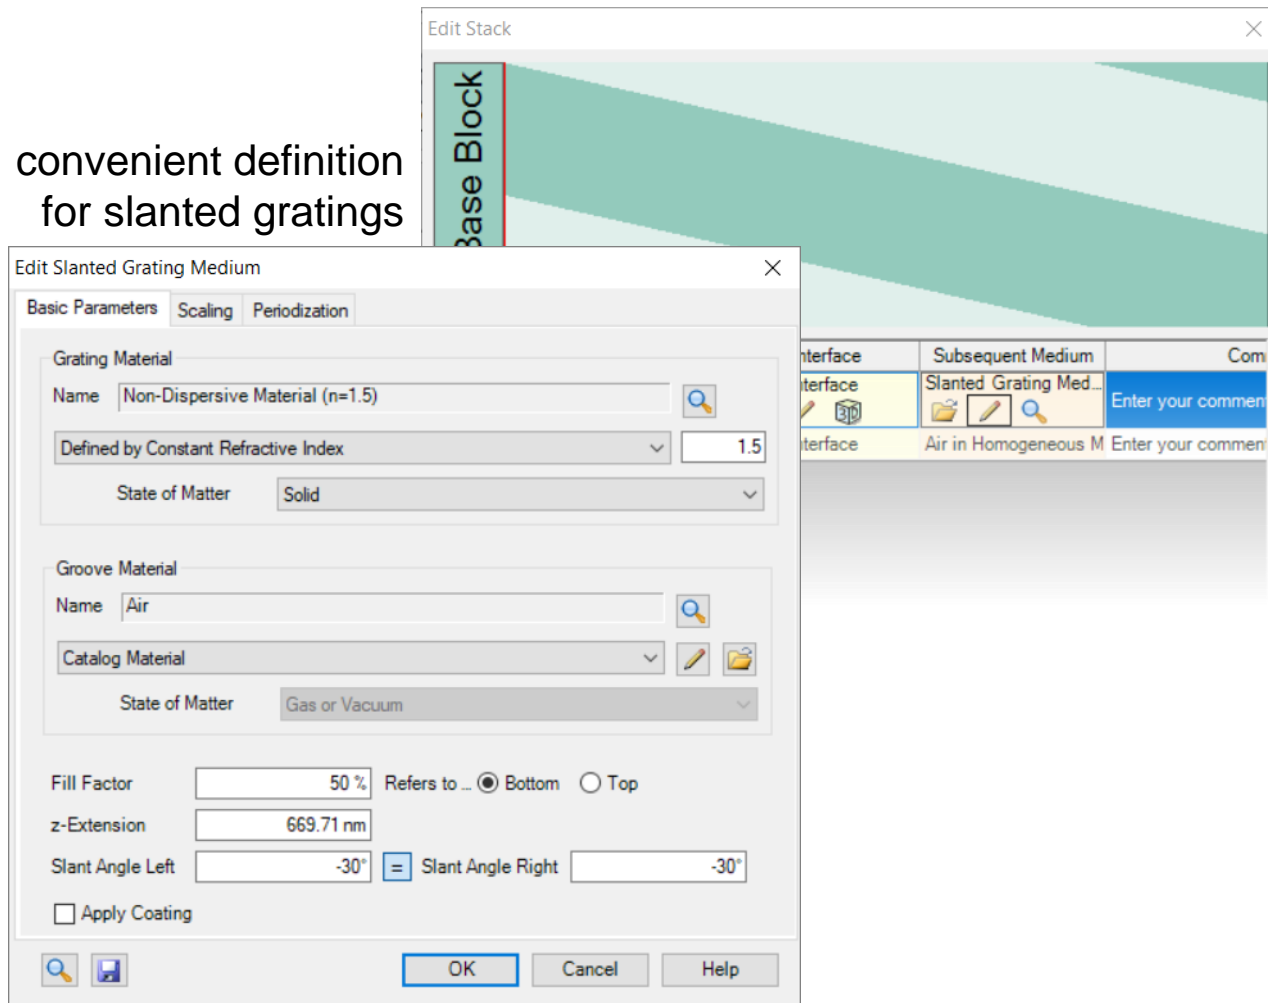 Edit Stack
Base Block
convenient definition
for slanted gratings
Edit Slanted Grating Medium
Basic Parameters Scaling Periodization
Grating Material
Name Non-Dispersive Material (n=1.5)
Defined by Constant Refractive Index 1.5
State of Matter Solid
Groove Material
Name Air
Catalog Material
State of Matter Gas or Vacuum
Fill Factor 50 % Refers to ... Bottom Top
z-Extension 669.71 nm
Slant Angle Left -30° = Slant Angle Right -30°
Apply Coating
OK Cancel Help
nterface Subsequent Medium Com
terface Slanted Grating Med... Enter your commen
3D
terface Air in Homogeneous M Enter your commen